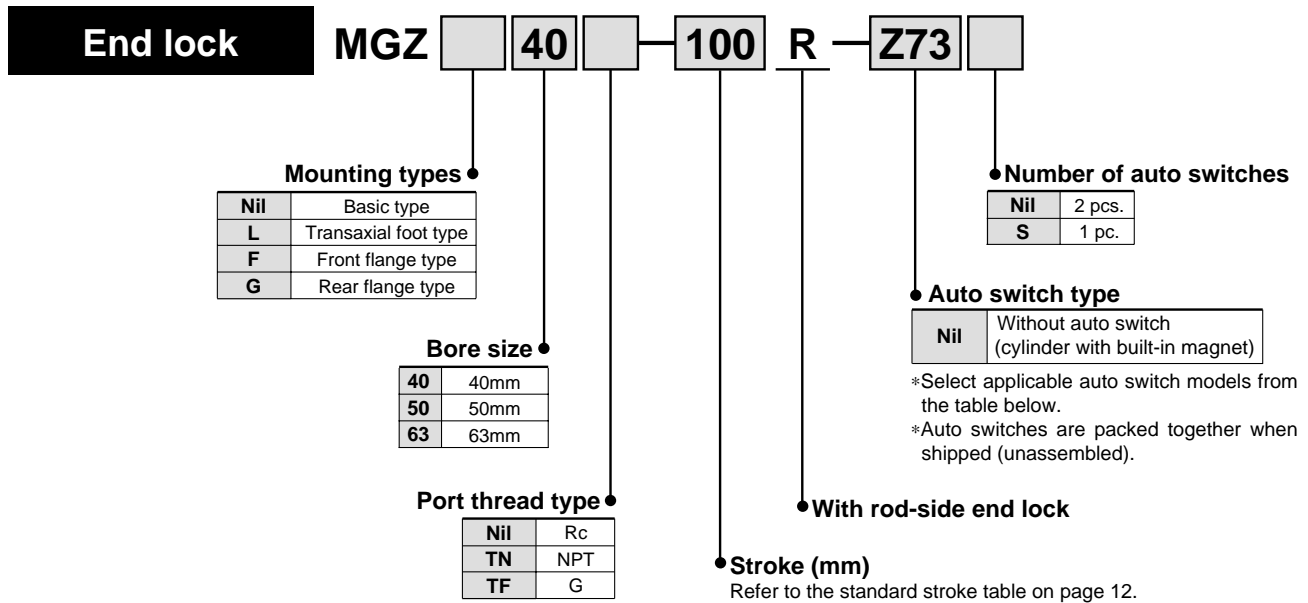 End lock
MGZ 40 — 100 R — Z73
Mounting types
Nil Basic type
L Transaxial foot type
F Front flange type
G Rear flange type
Bore size
40 40mm
50 50mm
63 63mm
Port thread type
Nil Rc
TN NPT
TF G
Number of auto switches
Nil 2 pcs.
S 1 pc.
Auto switch type
Nil Without auto switch
(cylinder with built-in magnet)
*Select applicable auto switch models from
the table below.
*Auto switches are packed together when
shipped (unassembled).
With rod-side end lock
Stroke (mm)
Refer to the standard stroke table on page 12.